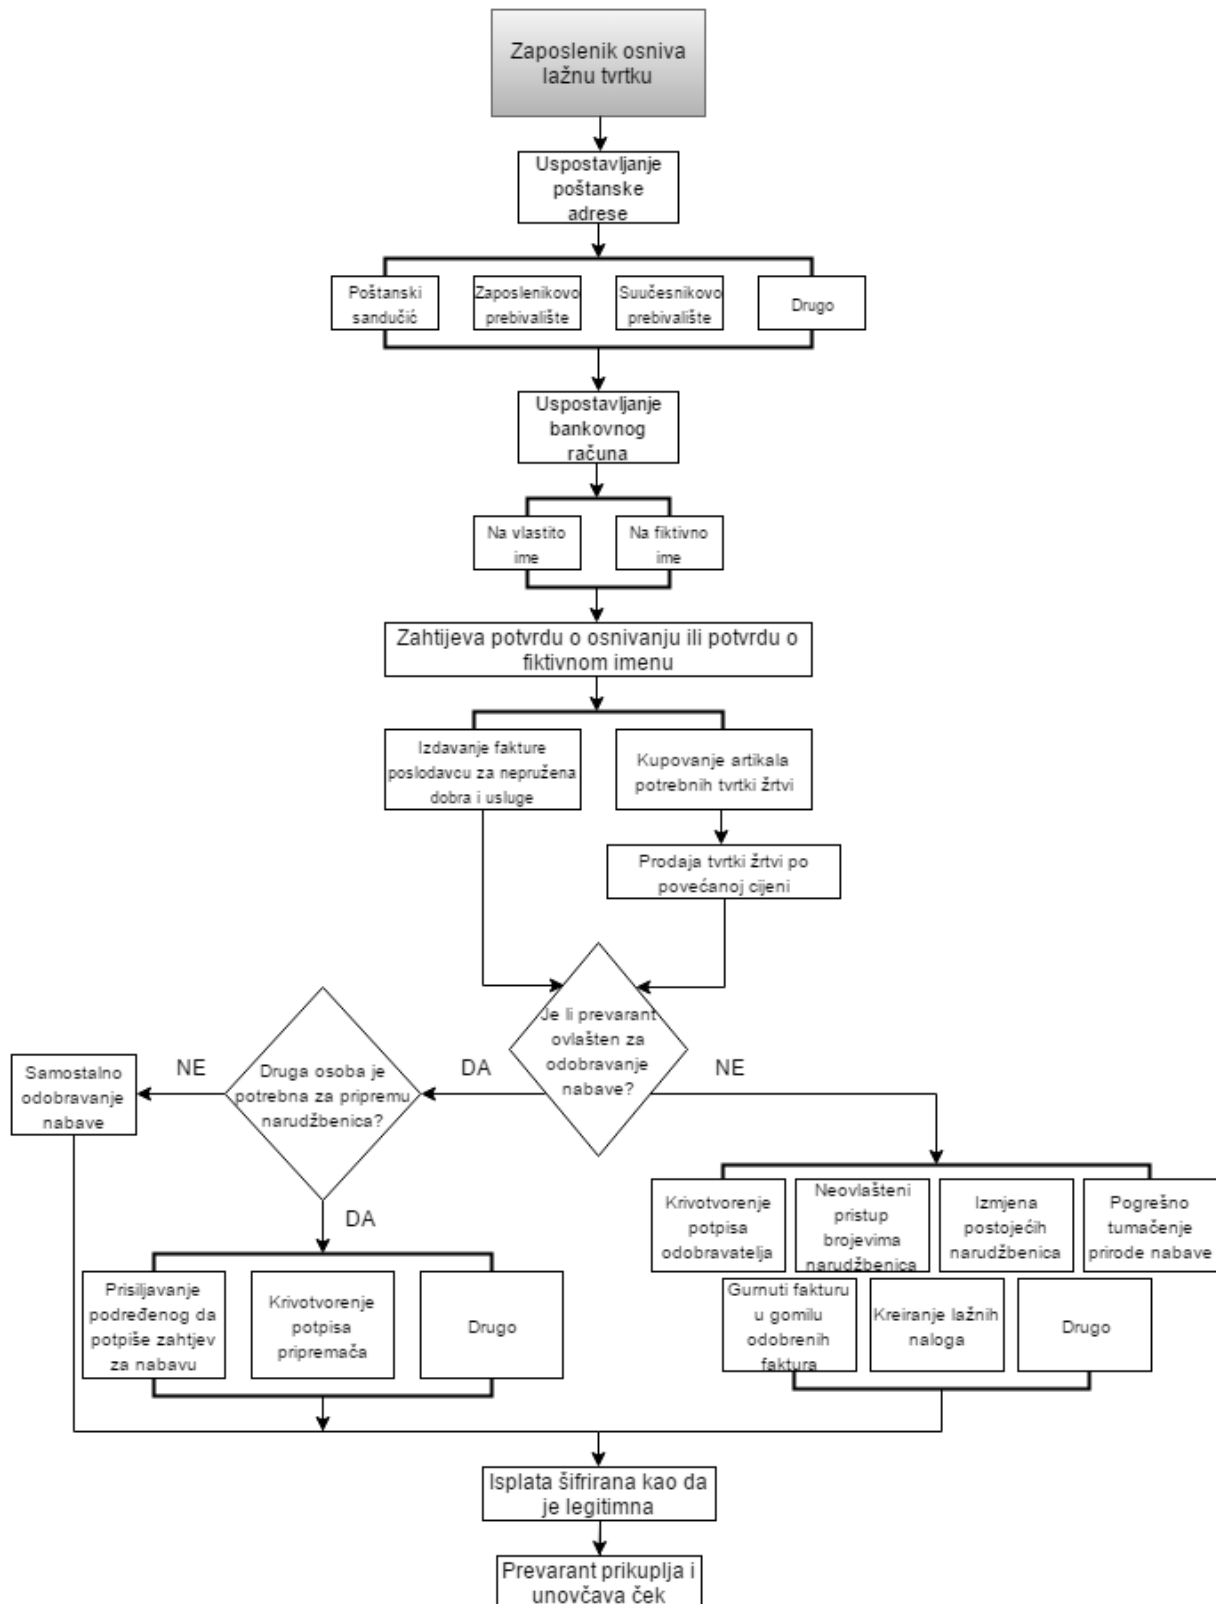 Zaposlenik osniva
lažnu tvrtku
Uspostavljanje
poštanske
adrese
Poštanski
sandučić
Zaposlenikovo
prebivalište
Suučesnikovo
prebivalište
Drugo
Uspostavljanje
bankovnog
računa
Na vlastito
ime
Na fiktivno
ime
Zahtijeva potvrdu o osnivanju ili potvrdu o
fiktivnom imenu
Izdavanje fakture
poslodavcu za nepružena
dobra i usluge
Kupovanje artikala
potrebnih tvrtki žrtvi
Prodaja tvrtki žrtvi po
povećanoj cijeni
Je li prevarant
ovlašten za
odobravanje
nabave?
DA
NE
Druga osoba je
potrebna za pripremu
narudžbenica?
NE
DA
Samostalno
odobravanje
nabave
Prisiljavanje
podređenog da
potpiše zahtjev
za nabavu
Krivotvorenje
potpisa
pripremača
Drugo
Krivotvorenje
potpisa
odobravatelja
Neovlašteni
pristup
brojevima
narudžbenica
Izmjena
postojećih
narudžbenica
Pogrešno
tumačenje
prirode nabave
Gurnuti fakturu
u gomilu
odobrenih
faktura
Kreiranje lažnih
naloga
Drugo
Isplata šifrirana kao da
je legitimna
Prevarant prikuplja i
unovčava ček